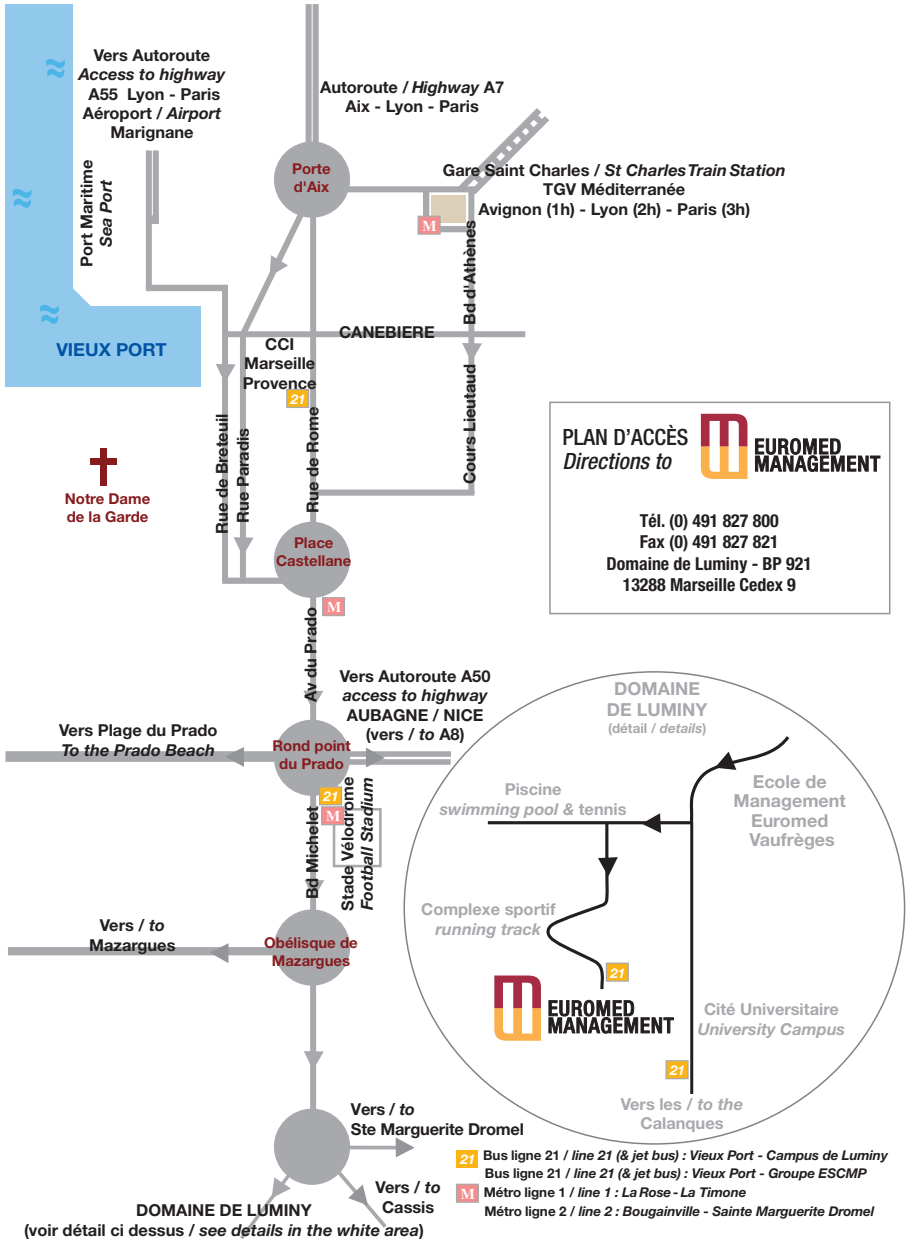 Vers Autoroute
Access to highway
A55 Lyon - Paris
Aéroport / Airport
Marignane
Autoroute / Highway A7
Aix - Lyon - Paris
Porte
d'Aix
Gare Saint Charles / St Charles Train Station
TGV Méditerranée
Avignon (1h) - Lyon (2h) - Paris (3h)
M
Port Maritime
Sea Port
Bd d'Athènes
CANEBIERE
VIEUX PORT
CCI
Marseille
Provence
21
Rue de Breteuil
Rue Paradis
Rue de Rome
Cours Lieutaud
Notre Dame
de la Garde
PLAN D'ACCÈS
Directions to
EUROMED
MANAGEMENT
Tél. (0) 491 827 800
Fax (0) 491 827 821
Domaine de Luminy - BP 921
13288 Marseille Cedex 9
Place
Castellane
M
Av du Prado
Vers Autoroute A50
access to highway
AUBAGNE / NICE
(vers / to A8)
Vers Plage du Prado
To the Prado Beach
Rond point
du Prado
21
M
Bd Michelet
Stade Vélodrome
Football Stadium
Vers / to
Mazargues
Obélisque de
Mazargues
DOMAINE
DE LUMINY
(détail / details)
Ecole de
Management
Euromed
Vaufrèges
Piscine
swimming pool & tennis
Complexe sportif
running track
21
EUROMED
MANAGEMENT
Cité Universitaire
University Campus
21
Vers les / to the
Calanques
Vers / to
Ste Marguerite Dromel
Vers / to
Cassis
DOMAINE DE LUMINY
(voir détail ci dessus / see details in the white area)
21 Bus ligne 21 / line 21 (& jet bus) : Vieux Port - Campus de Luminy
Bus ligne 21 / line 21 (& jet bus) : Vieux Port - Groupe ESCMP
M Métro ligne 1 / line 1 : La Rose - La Timone
Métro ligne 2 / line 2 : Bougainville - Sainte Marguerite Dromel